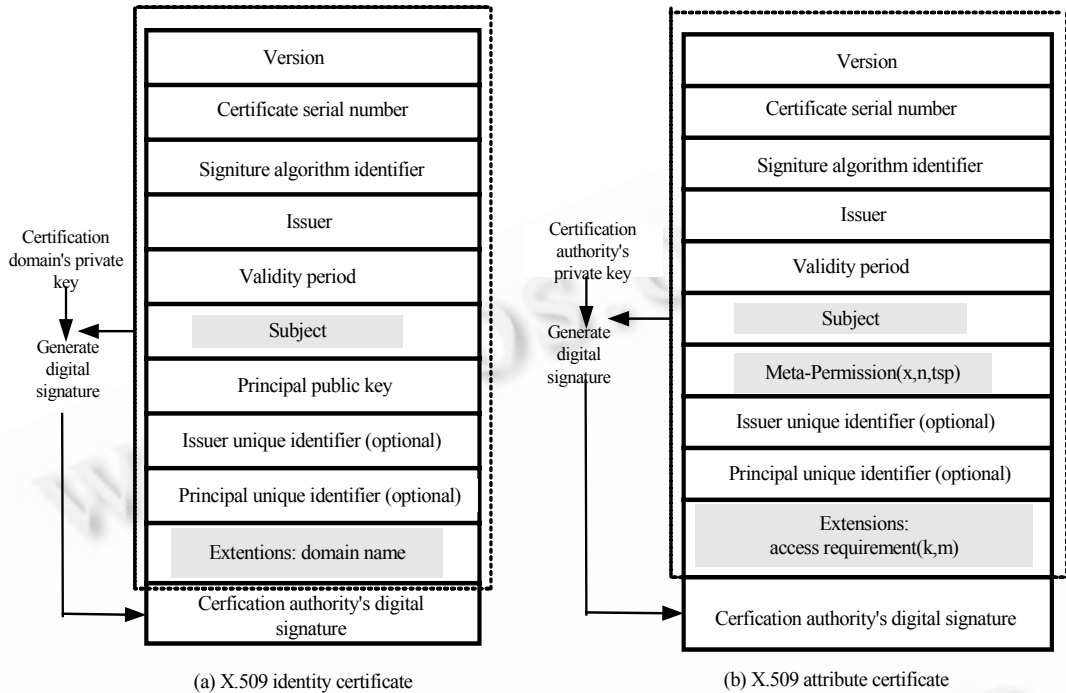 Version
Certificate serial number
Signiture algorithm identifier
Issuer
Validity period
Subject
Principal public key
Issuer unique identifier (optional)
Principal unique identifier (optional)
Extentions: domain name
Cerfication authority's digital
signature
Certification
domain's private
key
Generate
digital
signature
(a) X.509 identity certificate
Version
Certificate serial number
Signiture algorithm identifier
Issuer
Validity period
Subject
Meta-Permission(x,n,tsp)
Issuer unique identifier (optional)
Principal unique identifier (optional)
Extensions:
access requirement(k,m)
Cerfication authority's digital signature
Certification
authority's
private key
Generate
digital
signature
(b) X.509 attribute certificate